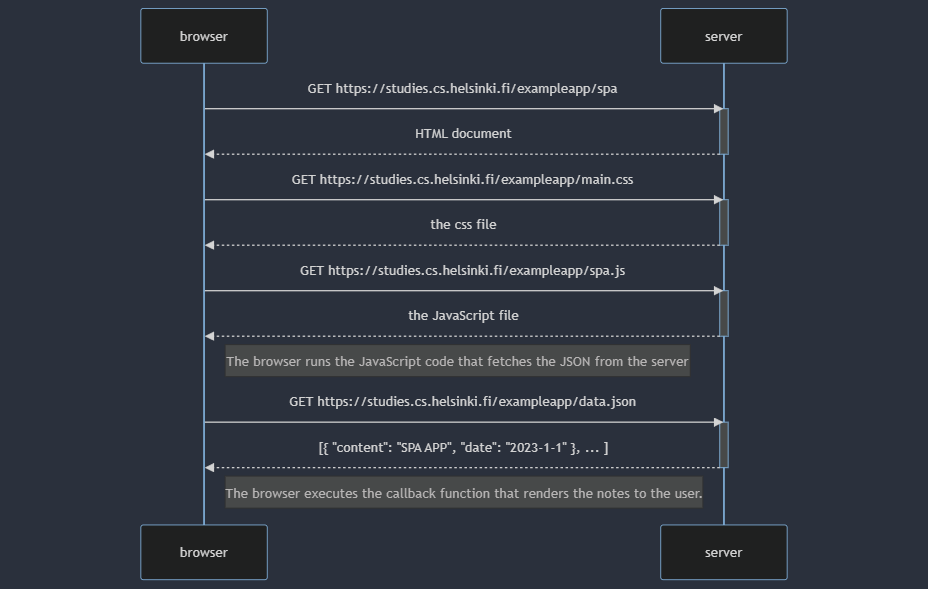 browser
server
GET https://studies.cs.helsinki.fi/exampleapp/spa
HTML document
GET https://studies.cs.helsinki.fi/exampleapp/main.css
the css file
GET https://studies.cs.helsinki.fi/exampleapp/spa.js
the JavaScript file
The browser runs the JavaScript code that fetches the JSON from the server
GET https://studies.cs.helsinki.fi/exampleapp/data.json
[{ "content": "SPA APP", "date": "2023-1-1" }, ... ]
The browser executes the callback function that renders the notes to the user.
browser
server